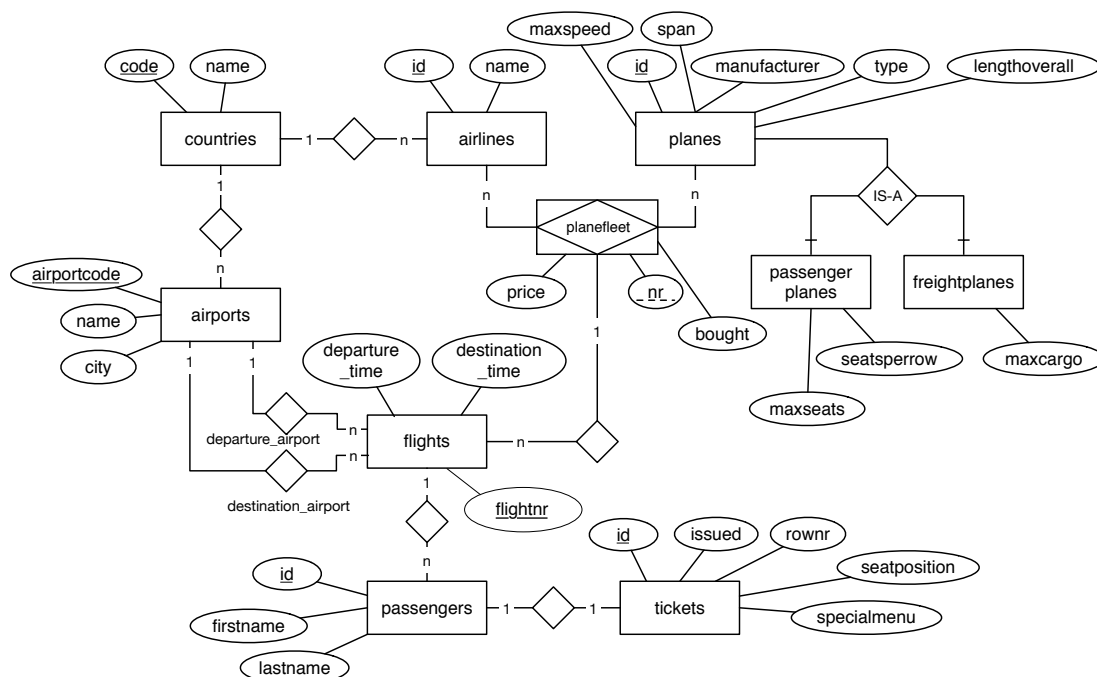 maxspeed
span
code
name
id
name
id
manufacturer
type
lengthoverall
countries
1
n
airlines
planes
1
n
n
IS-A
planefleet
n
airportcode
name
city
airports
price
nr
bought
passenger
planes
freightplanes
1
1
1
departure
_time
destination
_time
seatsperrow
maxcargo
maxseats
n
departure_airport
n
flights
n
destination_airport
1
flightnr
n
id
firstname
lastname
passengers
1
1
tickets
id
issued
rownr
seatposition
specialmenu